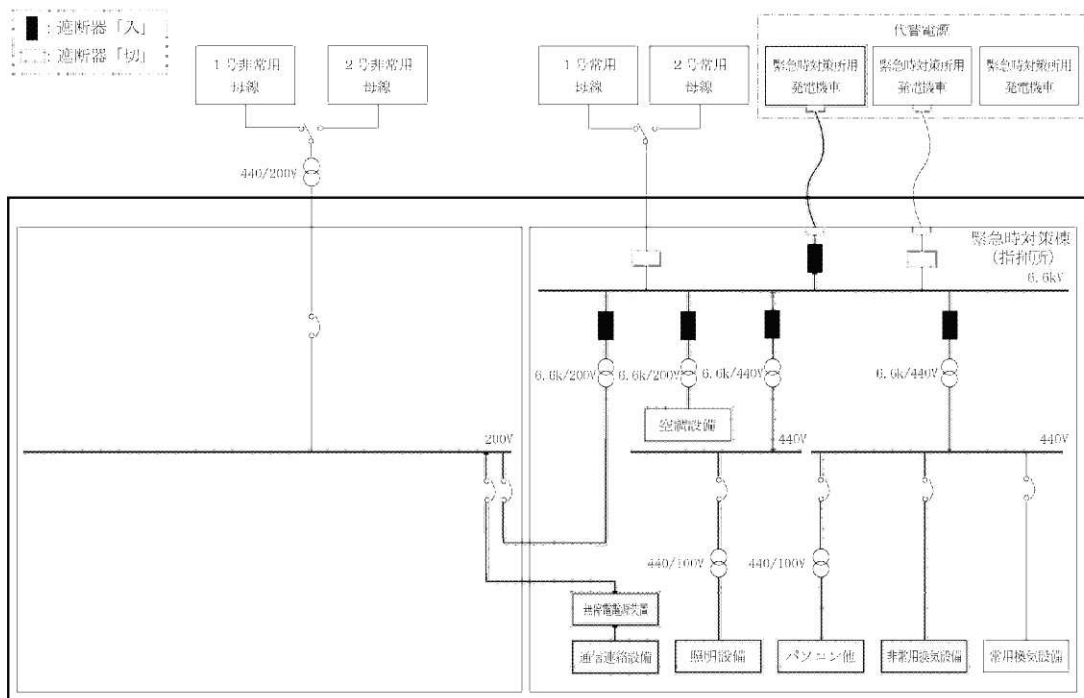 ：遮断器「入」
：遮断器「切」
１号非常用
母線
２号非常用
母線
１号常用
母線
２号常用
母線
代替電源
緊急時対策所用
発電機車
緊急時対策所用
発電機車
緊急時対策所用
発電機車
440/200V
緊急時対策棟
(指揮所)
6.6kV
6.6k/200V
6.6k/200V
6.6k/440V
6.6k/440V
空調設備
200V
440V
440V
440/100V
440/100V
無停電電源装置
通信連絡設備
照明設備
パソコン他
非常用換気設備
常用換気設備